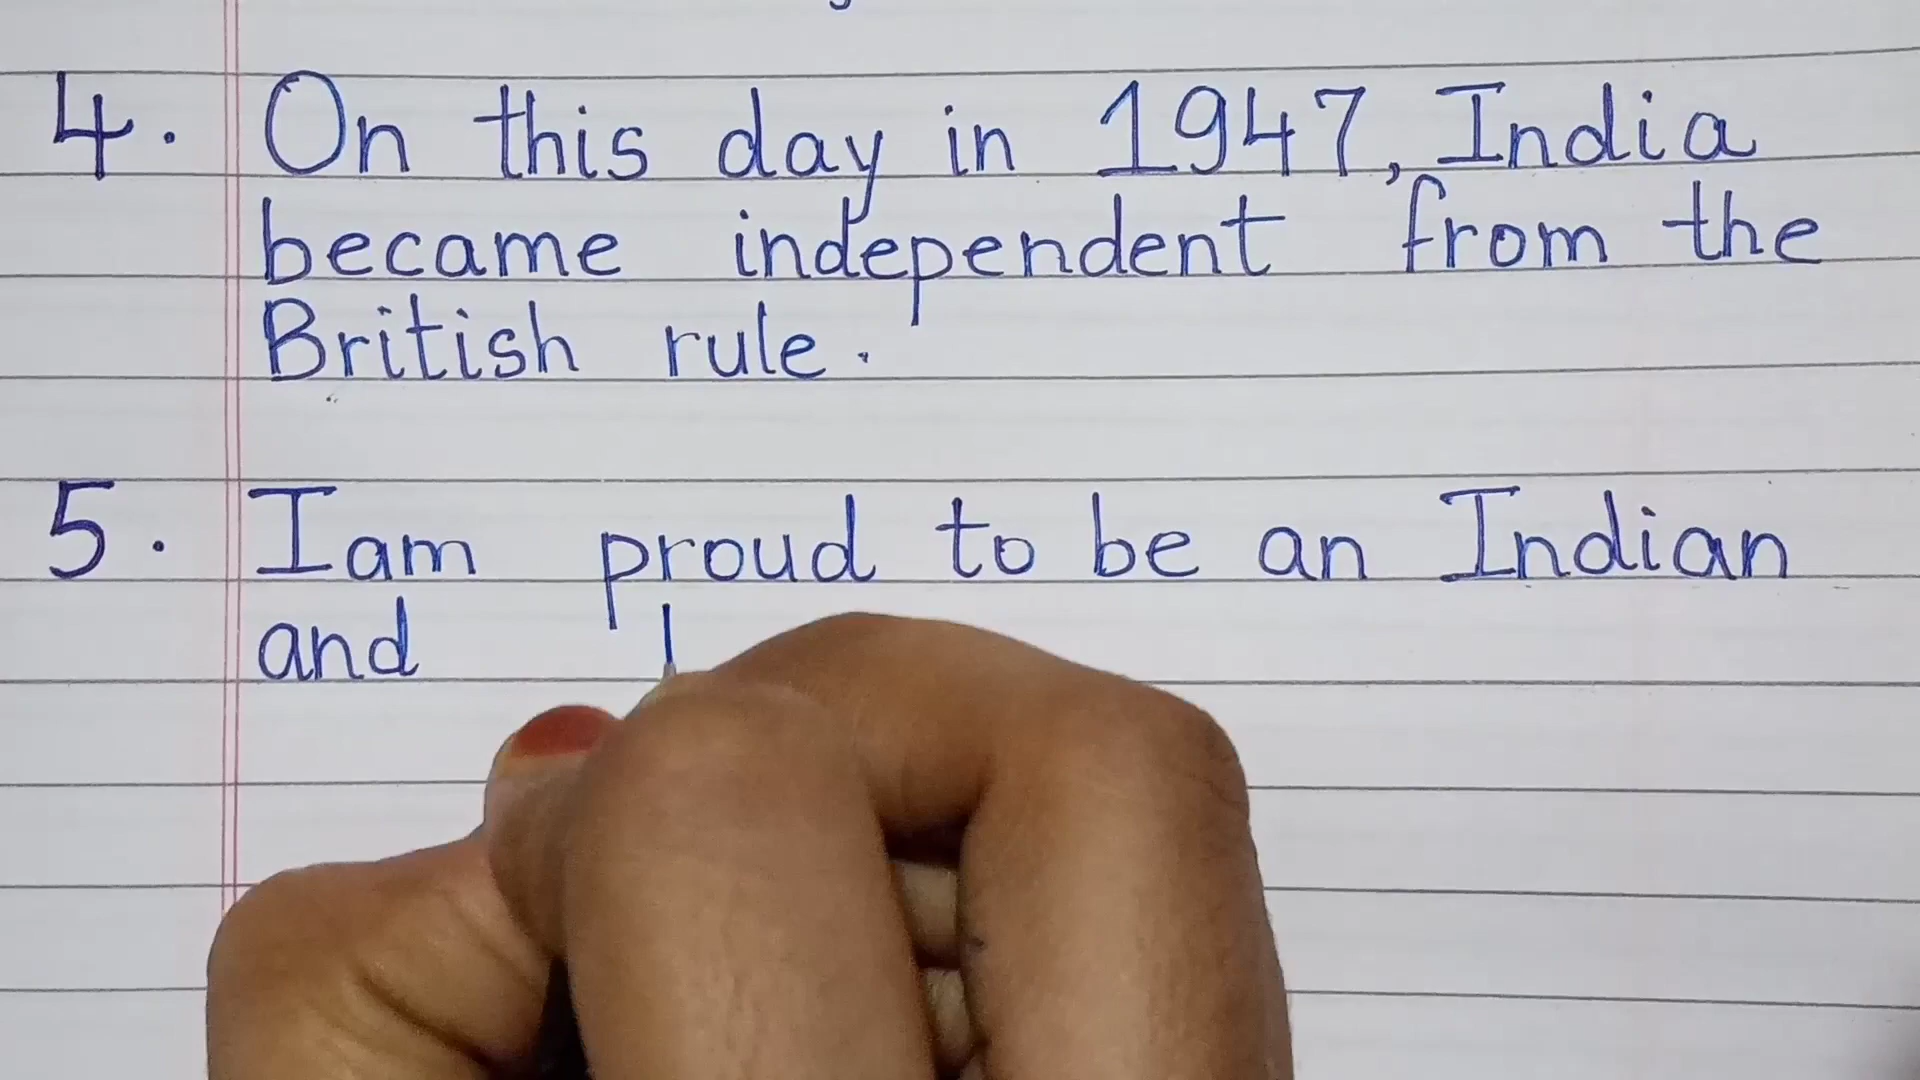 4. On this day in 1947, India
became independent from the
British rule.
5. I am proud to be an Indian
and